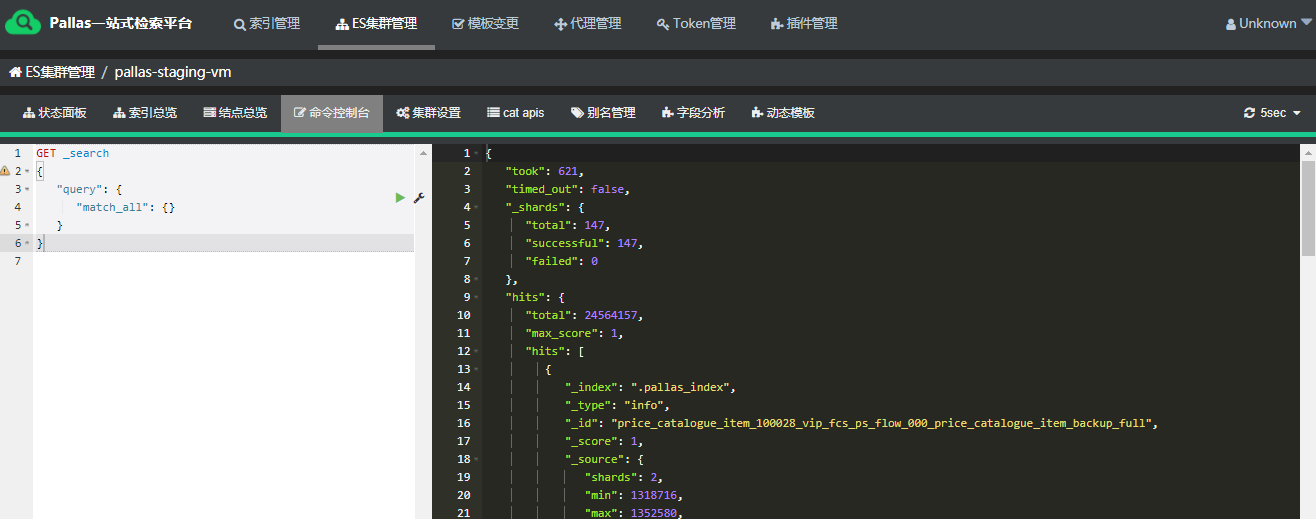 Pallas—站式检索平台 索引管理 ES集群管理 模板变更 代理管理 Token管理 插件管理 Unknown
ES集群管理 / pallas-staging-vm
状态面板 索引总览 结点总览 命令控制台 集群设置 cat apis 别名管理 字段分析 动态模板 5sec
1 GET _search
2 {
3 "query": {
4 "match_all": {}
5 }
6 }
7
1 {
2 "took": 621,
3 "timed_out": false,
4 "_shards": {
5 "total": 147,
6 "successful": 147,
7 "failed": 0
8 },
9 "hits": {
10 "total": 24564157,
11 "max_score": 1,
12 "hits": [
13 {
14 "_index": ".pallas_index",
15 "_type": "info",
16 "_id": "price_catalogue_item_100028_vip_fcs_ps_flow_000_price_catalogue_item_backup_full",
17 "_score": 1,
18 "_source": {
19 "shards": 2,
20 "min": 1318716,
21 "max": 1352580,